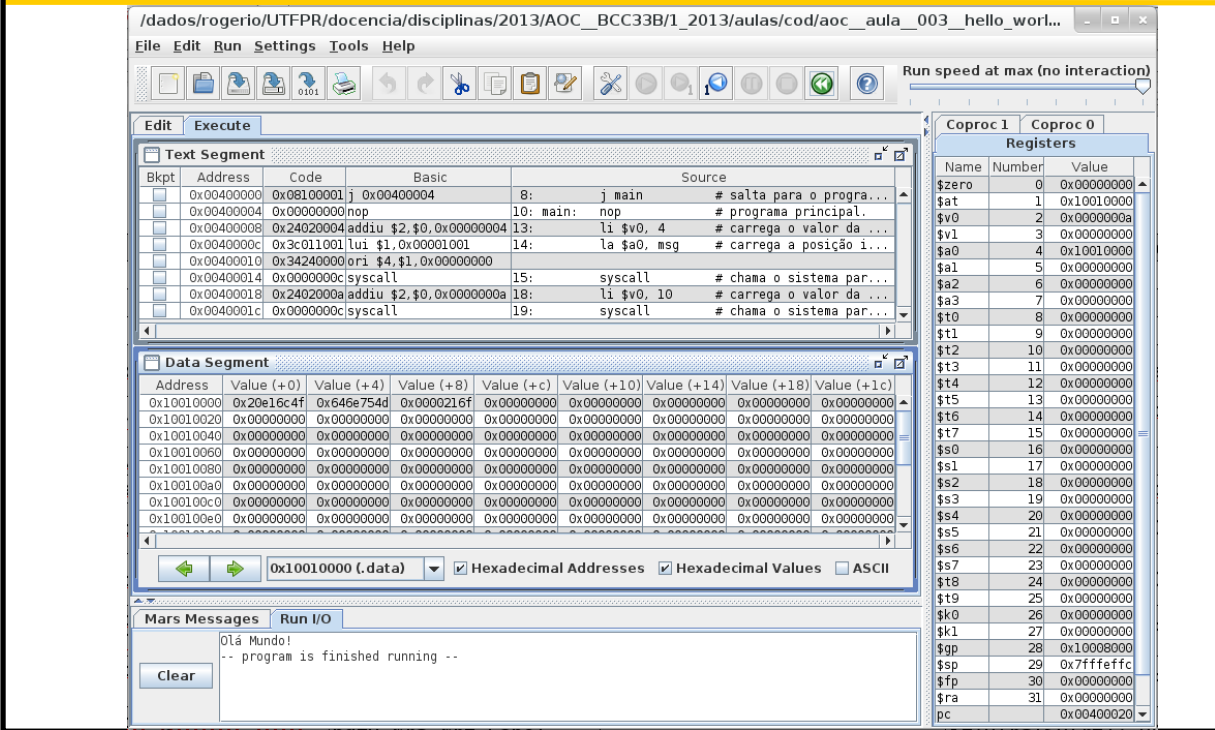 /dados/rogerio/UTFPR/docencia/disciplinas/2013/AOC__BCC33B/1_2013/aulas/cod/aoc__aula__003__hello_worl...
File Edit Run Settings Tools Help
Run speed at max (no interaction)
Edit Execute
Text Segment
Bkpt Address Code Basic Source
0x00400000 0x08100001 j 0x00400004 8: j main # salta para o progra...
0x00400004 0x00000000 nop 10: main: nop # programa principal.
0x00400008 0x24020004 addiu $2,$0,0x00000004 13: li $v0, 4 # carrega o valor da ...
0x0040000c 0x3c011001 lui $1,0x00001001 14: la $a0, msg # carrega a posição i...
0x00400010 0x34240000 ori $4,$1,0x00000000
0x00400014 0x0000000c syscall 15: syscall # chama o sistema par...
0x00400018 0x2402000a addiu $2,$0,0x0000000a 18: li $v0, 10 # carrega o valor da ...
0x0040001c 0x0000000c syscall 19: syscall # chama o sistema par...
Data Segment
Address Value (+0) Value (+4) Value (+8) Value (+c) Value (+10) Value (+14) Value (+18) Value (+1c)
0x10010000 0x20e16c4f 0x646e754d 0x0000216f 0x00000000 0x00000000 0x00000000 0x00000000 0x00000000
0x10010020 0x00000000 0x00000000 0x00000000 0x00000000 0x00000000 0x00000000 0x00000000 0x00000000
0x10010040 0x00000000 0x00000000 0x00000000 0x00000000 0x00000000 0x00000000 0x00000000 0x00000000
0x10010060 0x00000000 0x00000000 0x00000000 0x00000000 0x00000000 0x00000000 0x00000000 0x00000000
0x10010080 0x00000000 0x00000000 0x00000000 0x00000000 0x00000000 0x00000000 0x00000000 0x00000000
0x100100a0 0x00000000 0x00000000 0x00000000 0x00000000 0x00000000 0x00000000 0x00000000 0x00000000
0x100100c0 0x00000000 0x00000000 0x00000000 0x00000000 0x00000000 0x00000000 0x00000000 0x00000000
0x100100e0 0x00000000 0x00000000 0x00000000 0x00000000 0x00000000 0x00000000 0x00000000 0x00000000
0x10010000 (.data) Hexadecimal Addresses Hexadecimal Values ASCII
Mars Messages Run I/O
Clear
Olá Mundo!
-- program is finished running --
Coproc 1 Coproc 0
Registers
Name Number Value
$zero 0 0x00000000
$at 1 0x10010000
$v0 2 0x0000000a
$v1 3 0x00000000
$a0 4 0x10010000
$a1 5 0x00000000
$a2 6 0x00000000
$a3 7 0x00000000
$t0 8 0x00000000
$t1 9 0x00000000
$t2 10 0x00000000
$t3 11 0x00000000
$t4 12 0x00000000
$t5 13 0x00000000
$t6 14 0x00000000
$t7 15 0x00000000
$s0 16 0x00000000
$s1 17 0x00000000
$s2 18 0x00000000
$s3 19 0x00000000
$s4 20 0x00000000
$s5 21 0x00000000
$s6 22 0x00000000
$s7 23 0x00000000
$t8 24 0x00000000
$t9 25 0x00000000
$k0 26 0x00000000
$k1 27 0x00000000
$gp 28 0x10008000
$sp 29 0x7fffeffc
$fp 30 0x00000000
$ra 31 0x00000000
pc 0x00400020